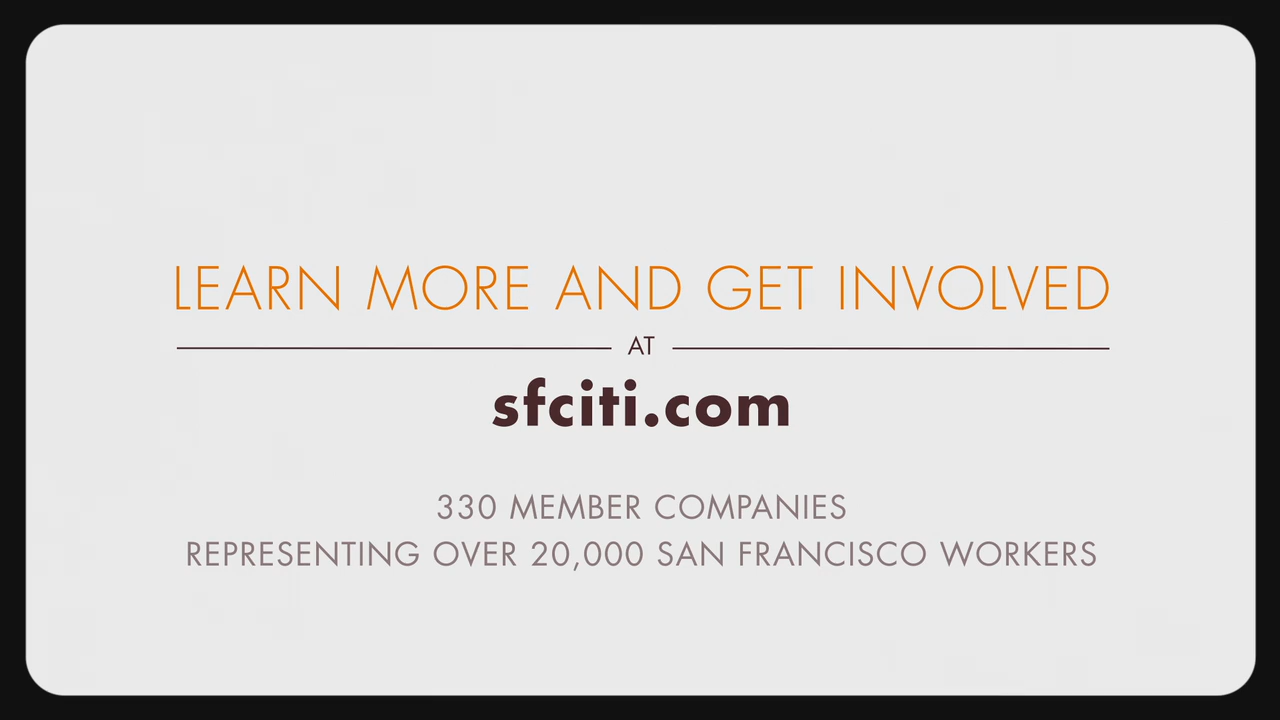 LEARN MORE AND GET INVOLVED
AT
sfciti.com
330 MEMBER COMPANIES
REPRESENTING OVER 20,000 SAN FRANCISCO WORKERS